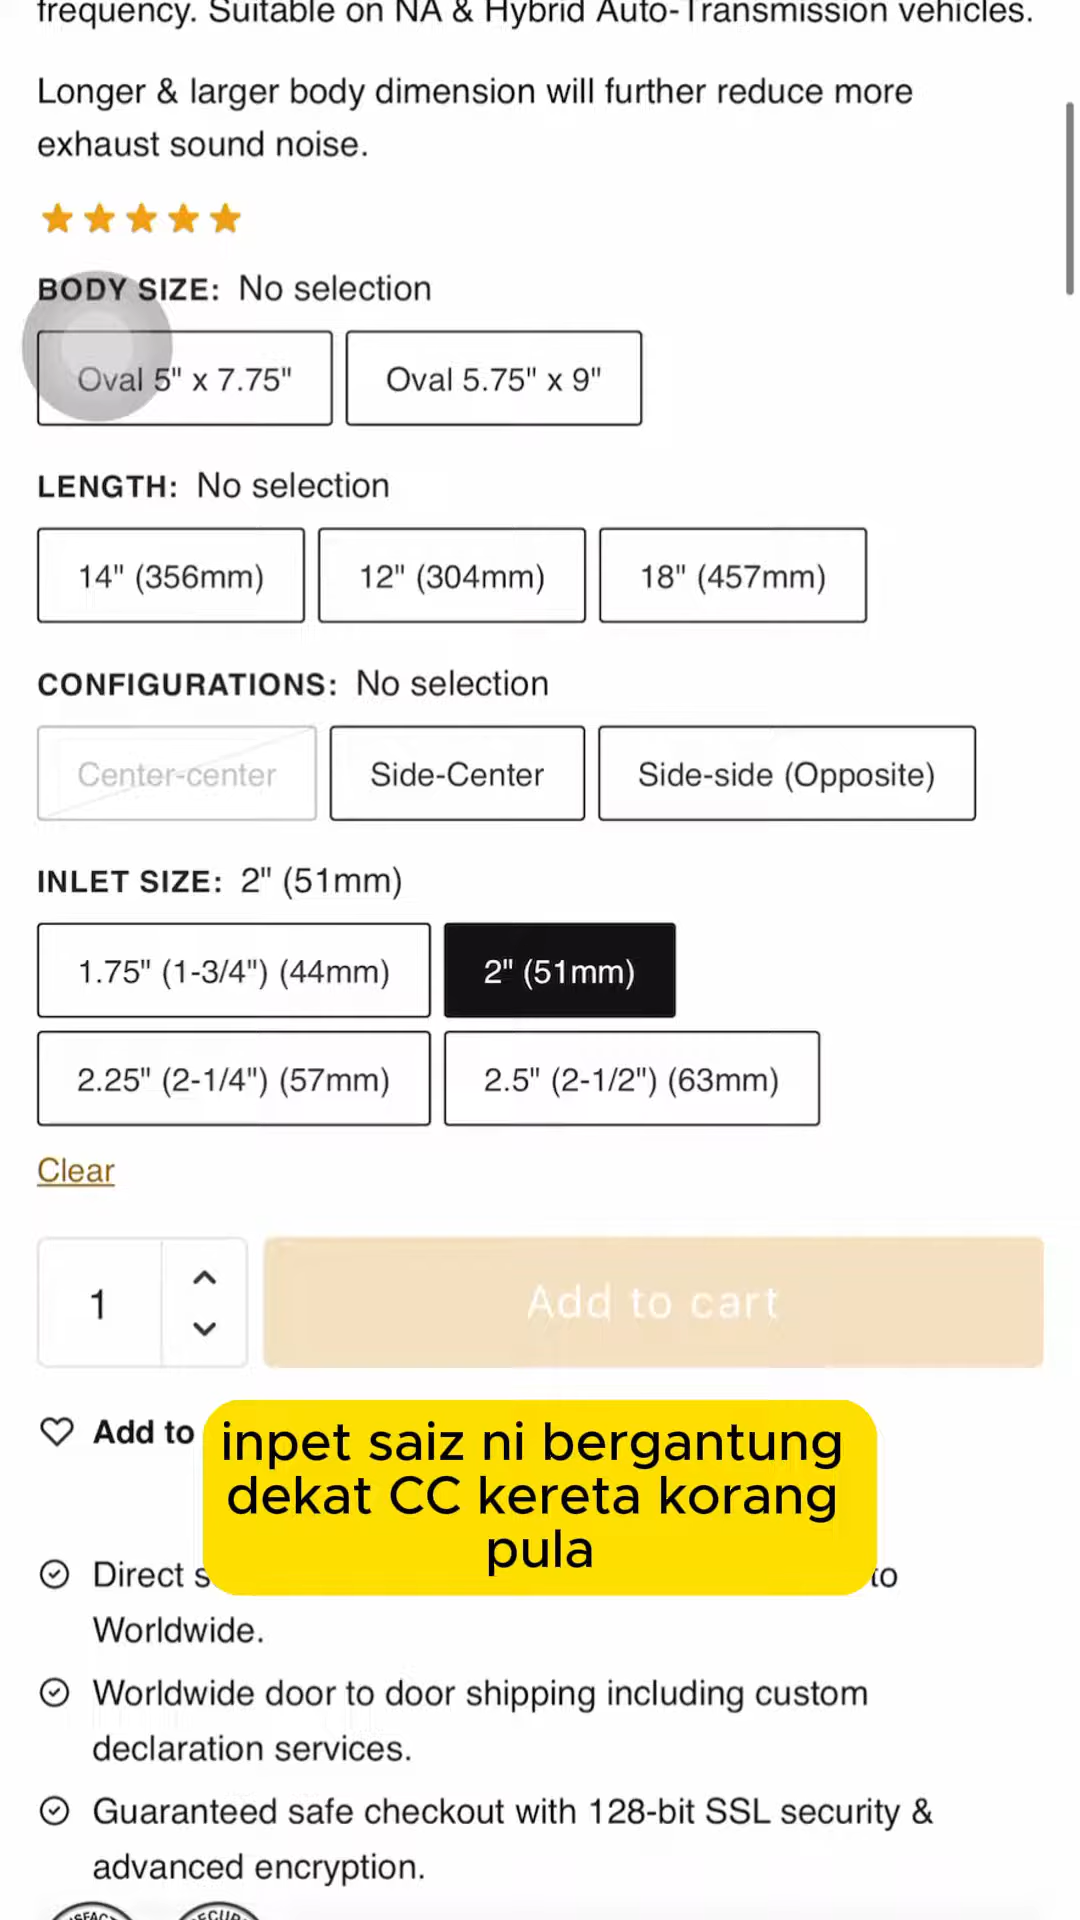 frequency. Suitable on NA & Hybrid Auto-Transmission vehicles.
Longer & larger body dimension will further reduce more
exhaust sound noise.
BODY SIZE: No selection
Oval 5" x 7.75"
Oval 5.75" x 9"
LENGTH: No selection
14" (356mm)
12" (304mm)
18" (457mm)
CONFIGURATIONS: No selection
Center-center
Side-Center
Side-side (Opposite)
INLET SIZE: 2" (51mm)
1.75" (1-3/4") (44mm)
2" (51mm)
2.25" (2-1/4") (57mm)
2.5" (2-1/2") (63mm)
Clear
1
Add to cart
Add to
inpet saiz ni bergantung
dekat CC kereta korang
pula
Direct s
to
Worldwide.
Worldwide door to door shipping including custom
declaration services.
Guaranteed safe checkout with 128-bit SSL security &
advanced encryption.